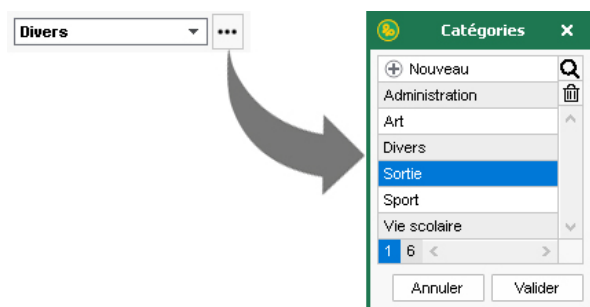 Divers
Catégories
Nouveau
Administration
Art
Divers
Sortie
Sport
Vie scolaire
1 6
Annuler Valider